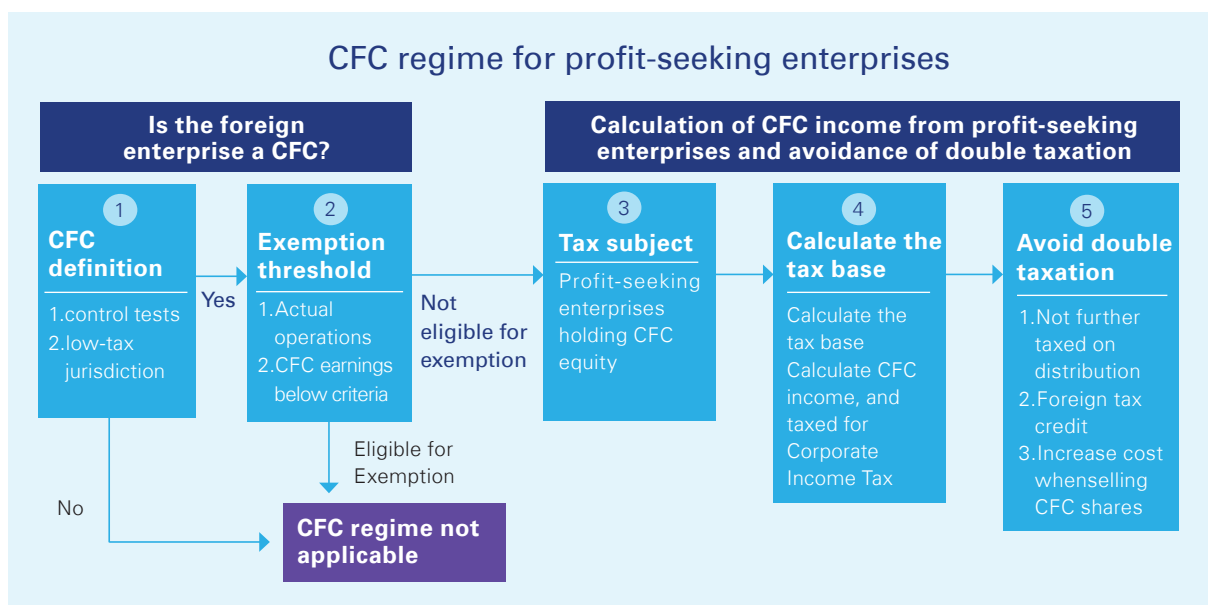 CFC regime for profit-seeking enterprises
Is the foreign
enterprise a CFC?
Calculation of CFC income from profit-seeking
enterprises and avoidance of double taxation
1
CFC
definition
1.control tests
2.low-tax
jurisdiction
Yes
No
2
Exemption
threshold
1.Actual
operations
2.CFC earnings
below criteria
Not
eligible for
exemption
Eligible for
Exemption
CFC regime not
applicable
3
Tax subject
Profit-seeking
enterprises
holding CFC
equity
4
Calculate the
tax base
Calculate the
tax base
Calculate CFC
income, and
taxed for
Corporate
Income Tax
5
Avoid double
taxation
1.Not further
taxed on
distribution
2.Foreign tax
credit
3.Increase cost
whenselling
CFC shares